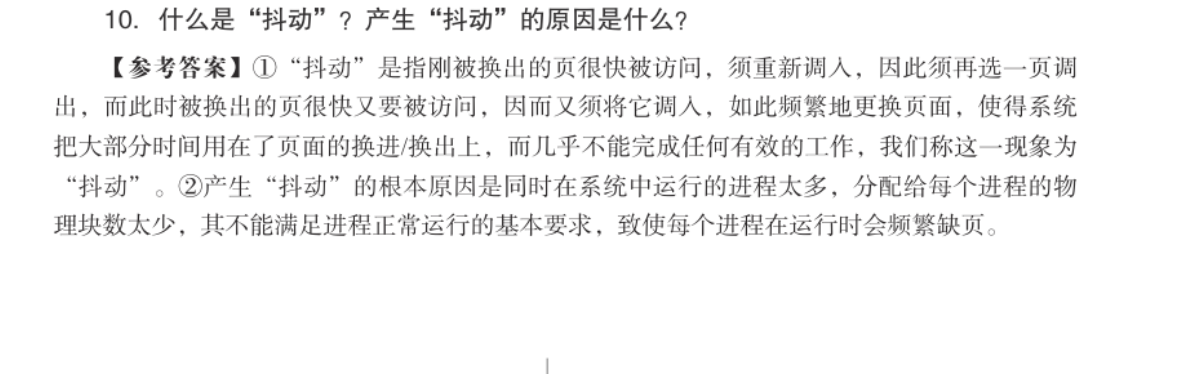 10. 什么是“抖动”？产生“抖动”的原因是什么？
【参考答案】①“抖动”是指刚被换出的页很快被访问，须重新调入，因此须再选一页调
出，而此时被换出的页很快又要被访问，因而又须将它调入，如此频繁地更换页面，使得系统
把大部分时间用在了页面的换进/换出上，而几乎不能完成任何有效的工作，我们称这一现象为
“抖动”。②产生“抖动”的根本原因是同时在系统中运行的进程太多，分配给每个进程的物
理块数太少，其不能满足进程正常运行的基本要求，致使每个进程在运行时会频繁缺页。